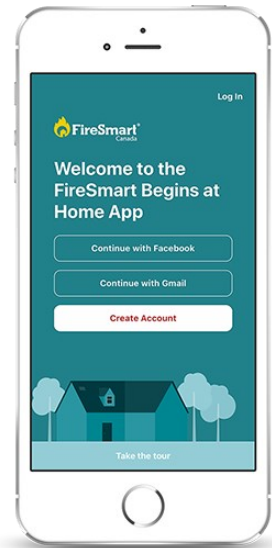 Log In
FireSmart®
Canada
Welcome to the
FireSmart Begins at
Home App
Continue with Facebook
Continue with Gmail
Create Account
Take the tour